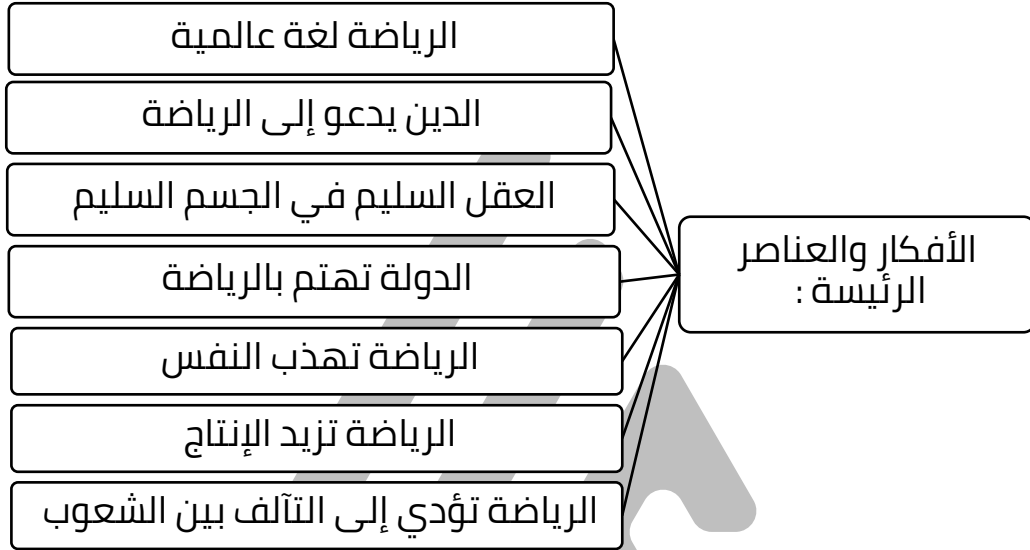 الأفكار والعناصر
الرئيسة :
الرياضة لغة عالمية
الدين يدعو إلى الرياضة
العقل السليم في الجسم السليم
الدولة تهتم بالرياضة
الرياضة تهذب النفس
الرياضة تزيد الإنتاج
الرياضة تؤدي إلى التآلف بين الشعوب